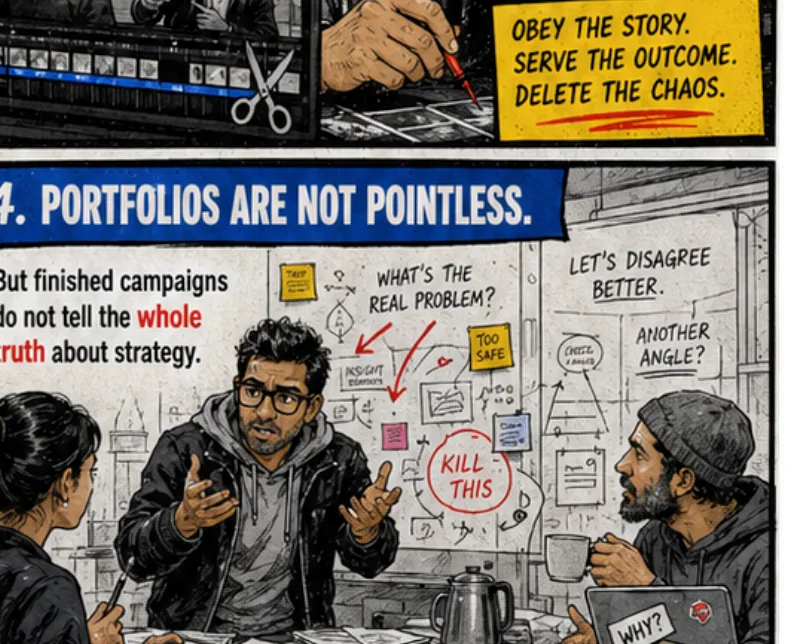 OBEY THE STORY.
SERVE THE OUTCOME.
DELETE THE CHAOS.
4. PORTFOLIOS ARE NOT POINTLESS.
But finished campaigns
do not tell the whole
truth about strategy.
WHAT'S THE
REAL PROBLEM?
TOO
SAFE
KILL
THIS
LET'S DISAGREE
BETTER.
ANOTHER
ANGLE?
WHY?